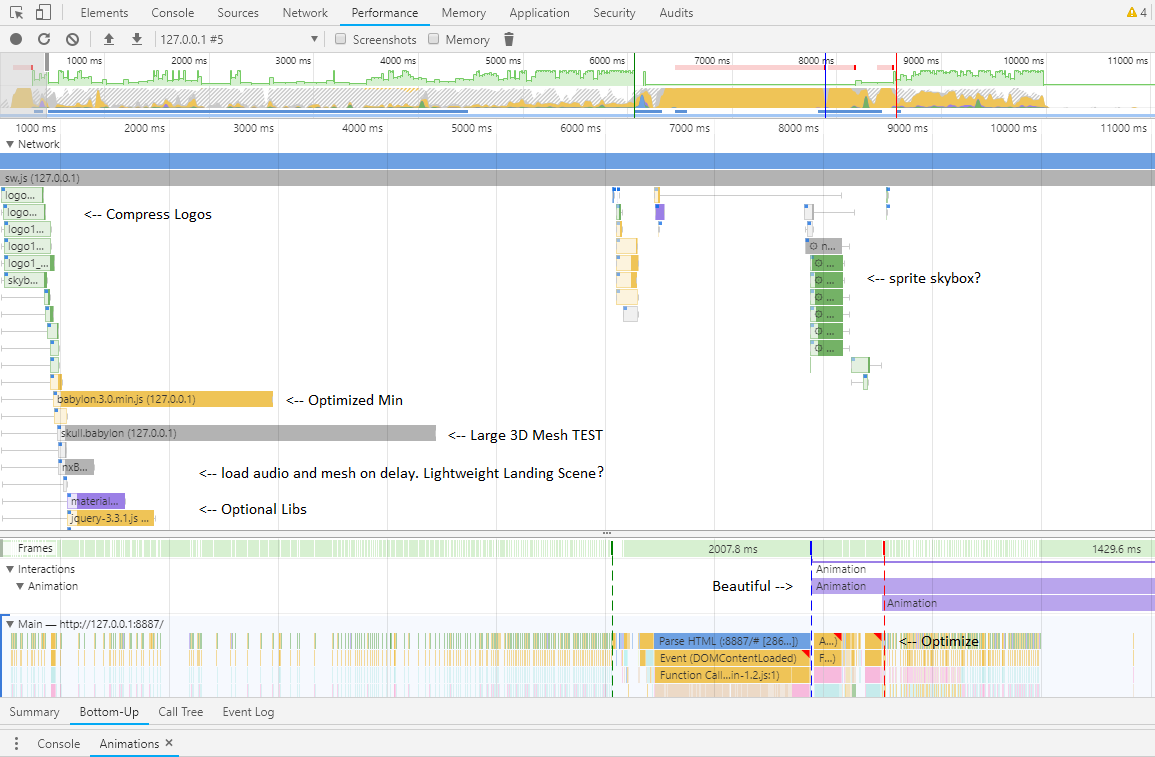 Elements Console Sources Network Performance Memory Application Security Audits 4
127.0.0.1 #5 Screenshots Memory
1000 ms 2000 ms 3000 ms 4000 ms 5000 ms 6000 ms 7000 ms 8000 ms 9000 ms 10000 ms 11000 ms
1000 ms 2000 ms 3000 ms 4000 ms 5000 ms 6000 ms 7000 ms 8000 ms 9000 ms 10000 ms 11000 ms
Network
sw.js (127.0.0.1)
logo...
logo... <-- Compress Logos
logo1...
logo1... n...
logo1_... ...
skyb... ... <-- sprite skybox?
...
...
...
...
babylon.3.0.min.js (127.0.0.1) <-- Optimized Min
skull.babylon (127.0.0.1) <-- Large 3D Mesh TEST
nxB... <-- load audio and mesh on delay. Lightweight Landing Scene?
material...
jquery-3.3.1.js ... <-- Optional Libs
Frames 2007.8 ms 1429.6 ms
Interactions Animation
Animation Beautiful --> Animation
Animation
Main — http://127.0.0.1:8887/
Parse HTML (:8887/# [286...]) A...) <-- Optimize
Event (DOMContentLoaded) F...)
Function Call...in-1.2.js:1)
Summary Bottom-Up Call Tree Event Log
Console Animations ×